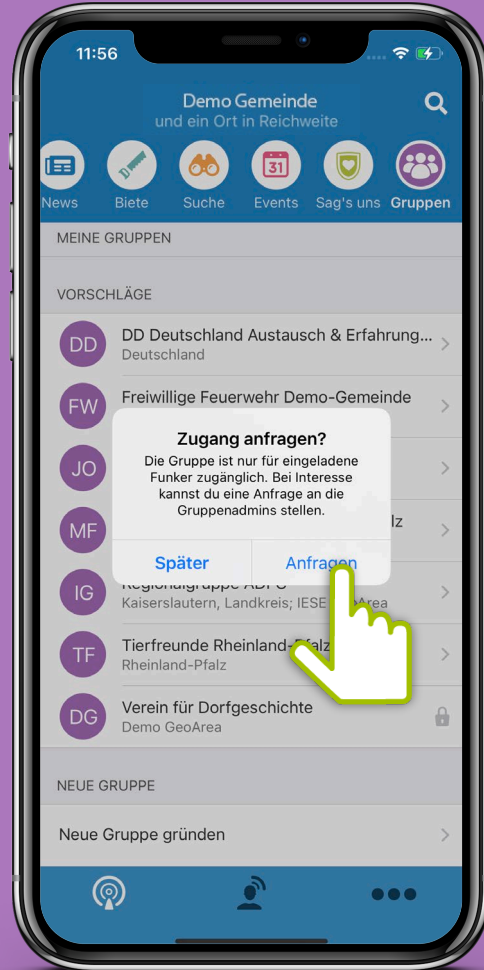 11:56
Demo Gemeinde
und ein Ort in Reichweite
31
News Biete Suche Events Sag's uns Gruppen
MEINE GRUPPEN
VORSCHLÄGE
DD DD Deutschland Austausch & Erfahrung...
Deutschland
FW Freiwillige Feuerwehr Demo-Gemeinde
Zugang anfragen?
Die Gruppe ist nur für eingeladene
Funker zugänglich. Bei Interesse
kannst du eine Anfrage an die
Gruppenadmins stellen.
Später Anfragen
JO
MF lz
IG Regionalgruppe
Kaiserslautern, Landkreis; IESE
TF Tierfreunde
Rheinland-Pfalz
DG Verein für Dorfgeschichte
Demo GeoArea
NEUE GRUPPE
Neue Gruppe gründen